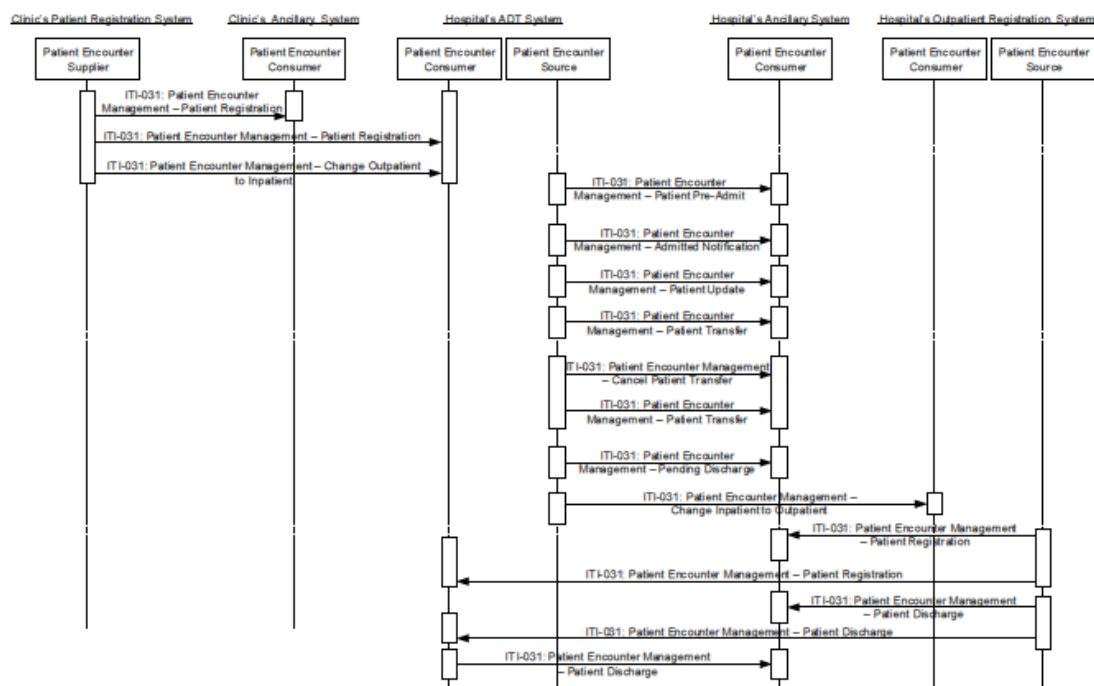 Clinic's Patient Registration System
Clinic's Ancillary System
Hospital's ADT System
Hospital's Ancillary System
Hospital's Outpatient Registration System
Patient Encounter
Supplier
Patient Encounter
Consumer
Patient Encounter
Consumer
Patient Encounter
Source
Patient Encounter
Consumer
Patient Encounter
Consumer
Patient Encounter
Source
ITI-031: Patient Encounter
Management – Patient Registration
ITI-031: Patient Encounter Management – Patient Registration
ITI-031: Patient Encounter Management – Change Outpatient
to Inpatient
ITI-031: Patient Encounter
Management – Patient Pre-Admit
ITI-031: Patient Encounter
Management – Admitted Notification
ITI-031: Patient Encounter
Management – Patient Update
ITI-031: Patient Encounter
Management – Patient Transfer
ITI-031: Patient Encounter Management
– Cancel Patient Transfer
ITI-031: Patient Encounter
Management – Patient Transfer
ITI-031: Patient Encounter
Management – Pending Discharge
ITI-031: Patient Encounter Management –
Change Inpatient to Outpatient
ITI-031: Patient Encounter Management
– Patient Registration
ITI-031: Patient Encounter Management – Patient Registration
ITI-031: Patient Encounter Management
– Patient Discharge
ITI-031: Patient Encounter Management – Patient Discharge
ITI-031: Patient Encounter Management
– Patient Discharge